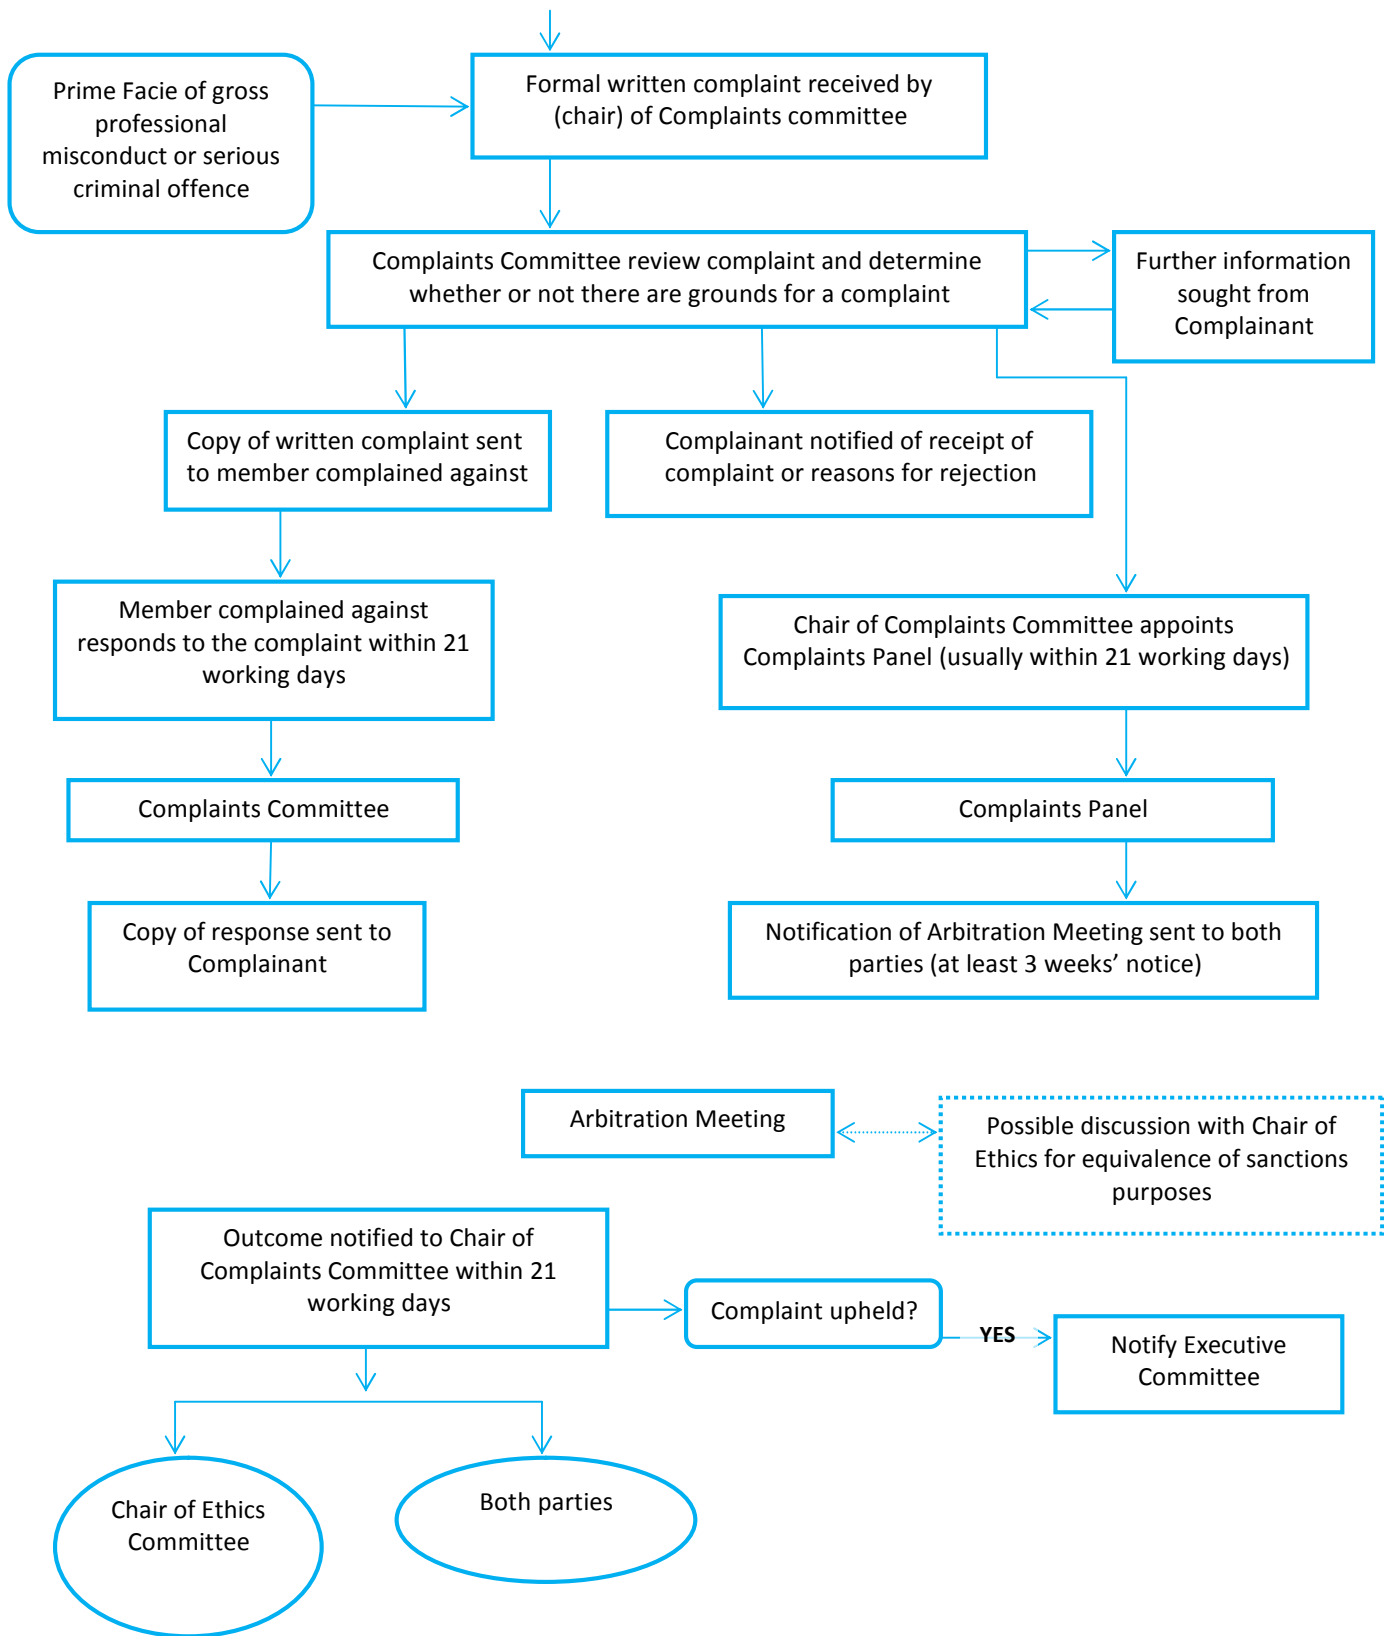 Prime Facie of gross
professional
misconduct or serious
criminal offence
Formal written complaint received by
(chair) of Complaints committee
Complaints Committee review complaint and determine
whether or not there are grounds for a complaint
Further information
sought from
Complainant
Copy of written complaint sent
to member complained against
Complainant notified of receipt of
complaint or reasons for rejection
Member complained against
responds to the complaint within 21
working days
Chair of Complaints Committee appoints
Complaints Panel (usually within 21 working days)
Complaints Committee
Complaints Panel
Copy of response sent to
Complainant
Notification of Arbitration Meeting sent to both
parties (at least 3 weeks’ notice)
Arbitration Meeting
Possible discussion with Chair of
Ethics for equivalence of sanctions
purposes
Outcome notified to Chair of
Complaints Committee within 21
working days
Complaint upheld?
YES
Notify Executive
Committee
Chair of Ethics
Committee
Both parties